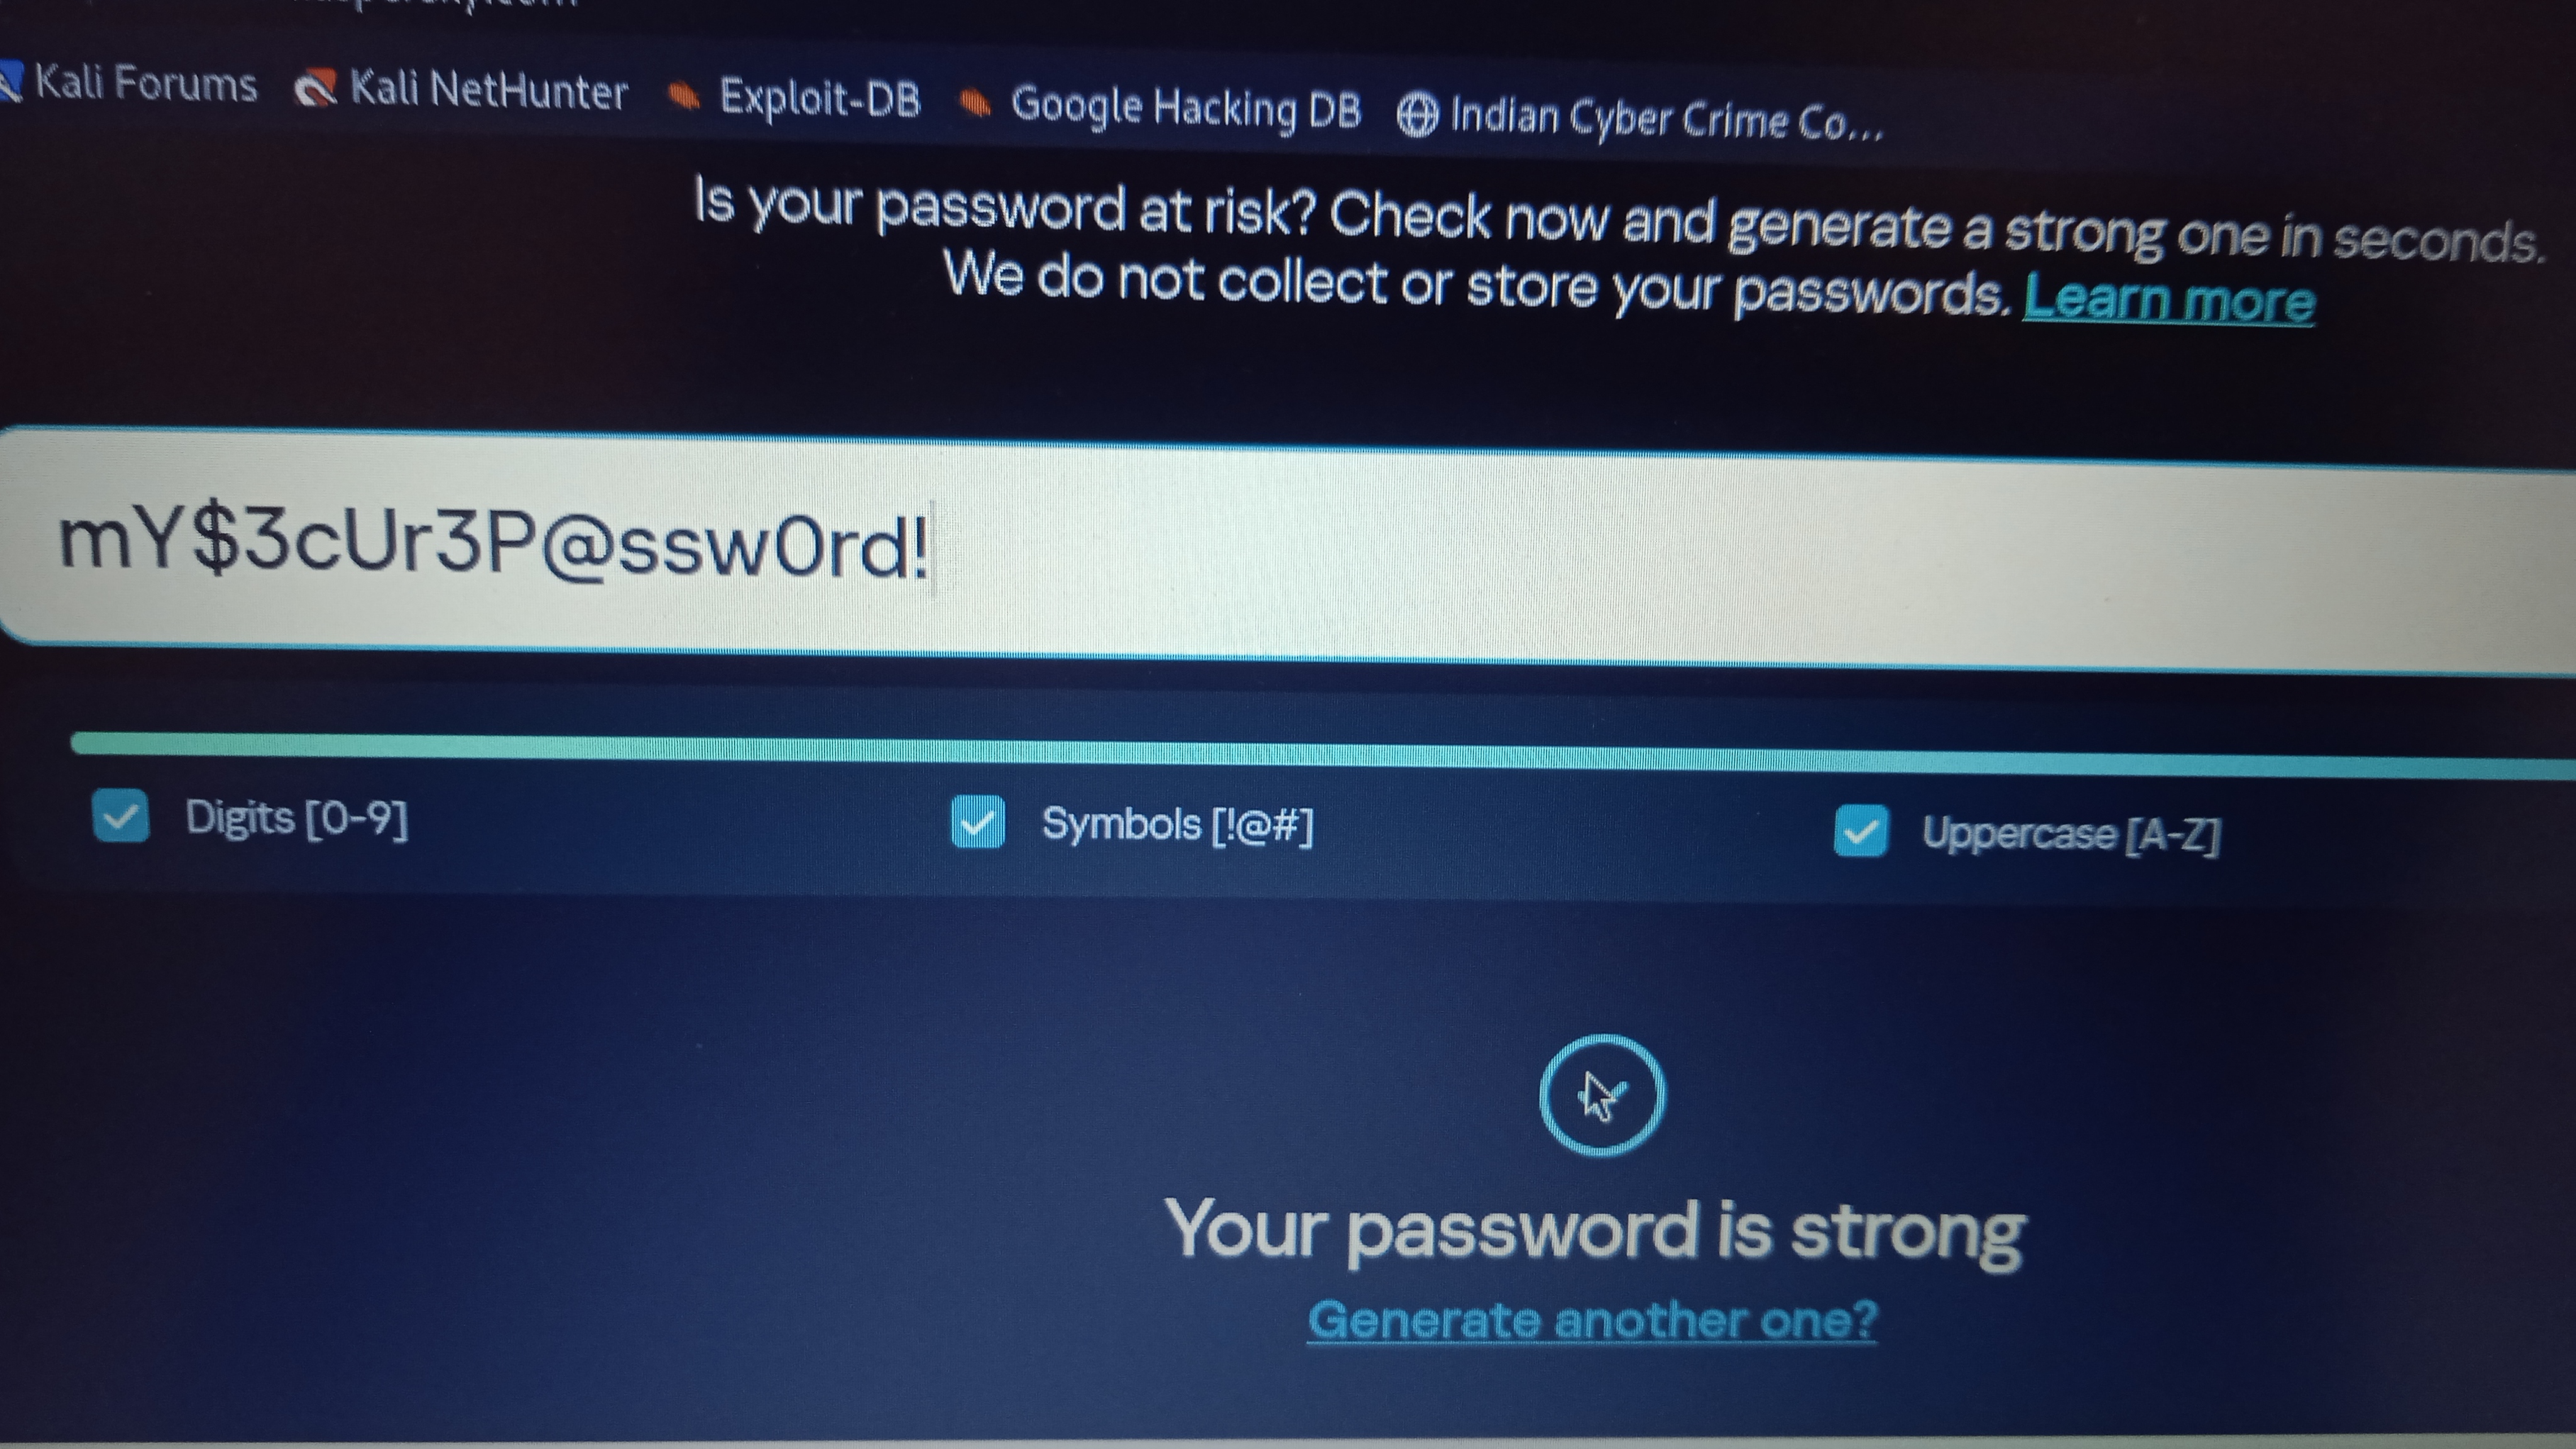 Kali Forums Kali NetHunter Exploit-DB Google Hacking DB Indian Cyber Crime Co...
Is your password at risk? Check now and generate a strong one in seconds.
We do not collect or store your passwords. Learn more
mY$3cUr3P@ssw0rd!
Digits [0-9] Symbols [!@#] Uppercase [A-Z]
Your password is strong
Generate another one?